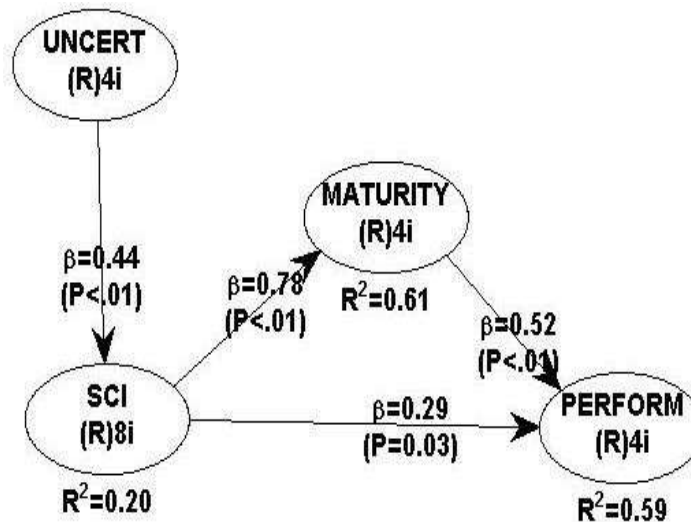 UNCERT
(R)4i
MATURITY
(R)4i
β=0.44
(P<.01)
β=0.78
(P<.01)
R²=0.61
β=0.52
(P<.01)
SCI
(R)8i
β=0.29
(P=0.03)
PERFORM
(R)4i
R²=0.20
R²=0.59